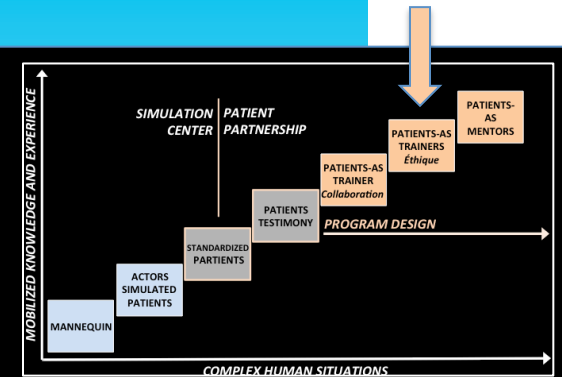 MOBILIZED KNOWLEDGE AND EXPERIENCE
SIMULATION
CENTER
PATIENT
PARTNERSHIP
PATIENTS-
AS
MENTORS
PATIENTS-AS
TRAINERS
Éthique
PATIENTS-AS
TRAINER
Collaboration
PATIENTS
TESTIMONY
PROGRAM DESIGN
STANDARDIZED
PARTIENTS
ACTORS
SIMULATED
PATIENTS
MANNEQUIN
COMPLEX HUMAN SITUATIONS